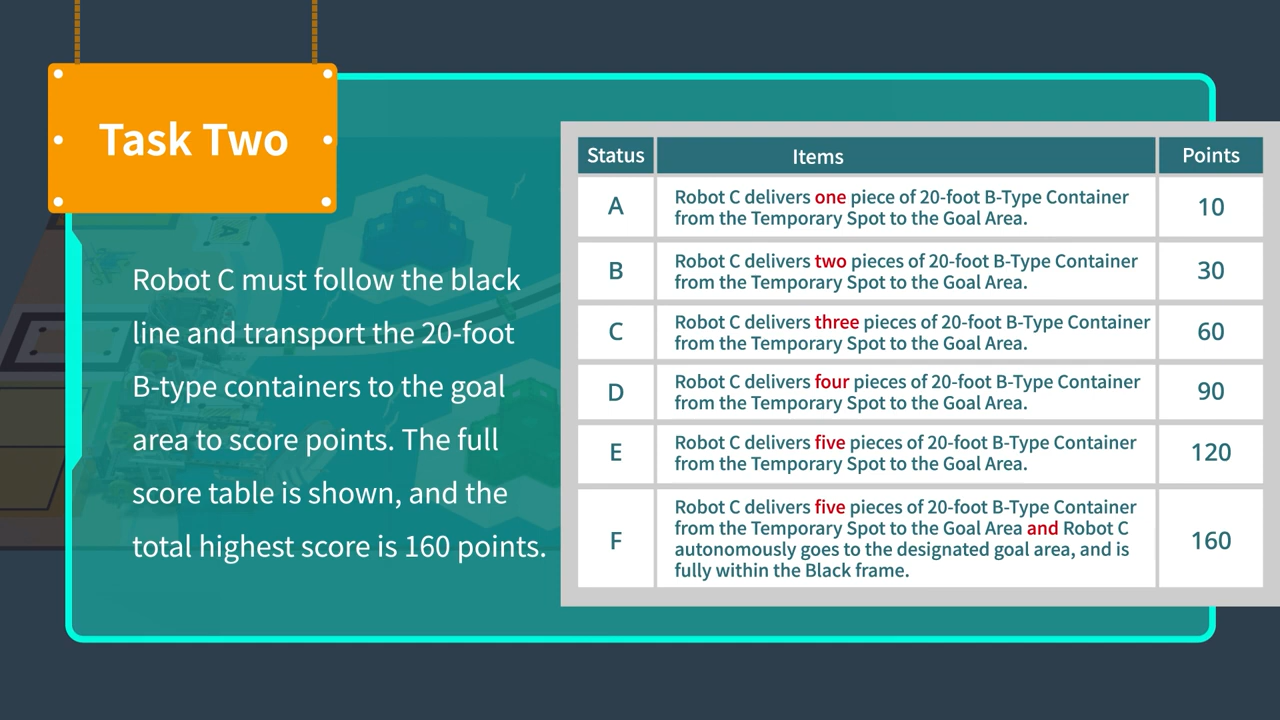 Task Two
Robot C must follow the black
line and transport the 20-foot
B-type containers to the goal
area to score points. The full
score table is shown, and the
total highest score is 160 points.
Status Items Points
A Robot C delivers one piece of 20-foot B-Type Container
from the Temporary Spot to the Goal Area. 10
B Robot C delivers two pieces of 20-foot B-Type Container
from the Temporary Spot to the Goal Area. 30
C Robot C delivers three pieces of 20-foot B-Type Container
from the Temporary Spot to the Goal Area. 60
D Robot C delivers four pieces of 20-foot B-Type Container
from the Temporary Spot to the Goal Area. 90
E Robot C delivers five pieces of 20-foot B-Type Container
from the Temporary Spot to the Goal Area. 120
F Robot C delivers five pieces of 20-foot B-Type Container
from the Temporary Spot to the Goal Area and Robot C
autonomously goes to the designated goal area, and is
fully within the Black frame. 160
A